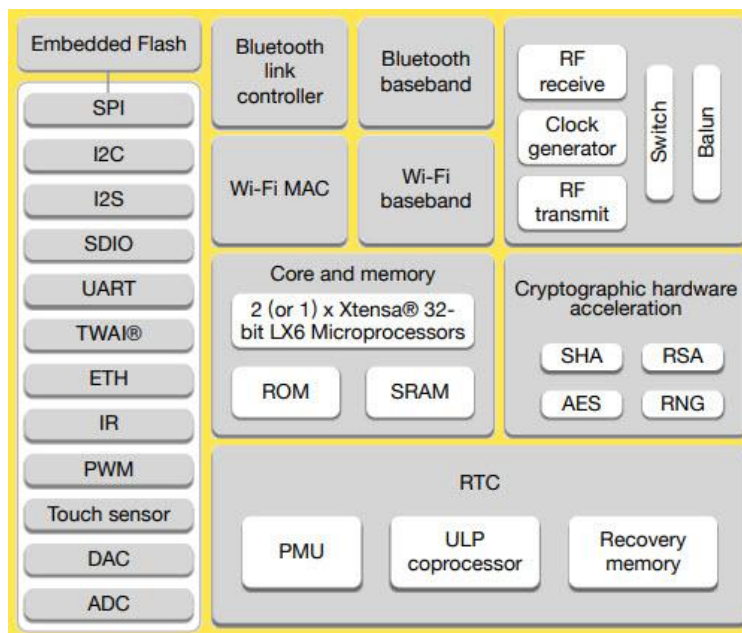 Embedded Flash
SPI
I2C
I2S
SDIO
UART
TWAI®
ETH
IR
PWM
Touch sensor
DAC
ADC
Bluetooth
link
controller
Bluetooth
baseband
Wi-Fi MAC
Wi-Fi
baseband
RF
receive
Clock
generator
RF
transmit
Switch
Balun
Core and memory
2 (or 1) x Xtensa® 32-
bit LX6 Microprocessors
ROM
SRAM
Cryptographic hardware
acceleration
SHA
RSA
AES
RNG
RTC
PMU
ULP
coprocessor
Recovery
memory